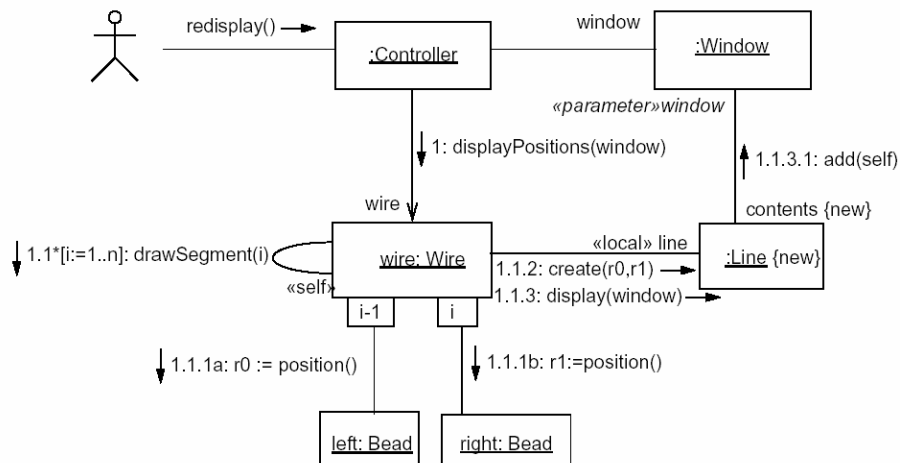 redisplay()
window
:Controller
:Window
«parameter»window
1: displayPositions(window)
1.1.3.1: add(self)
wire
contents {new}
1.1*[i:=1..n]: drawSegment(i)
wire: Wire
«local» line
:Line {new}
1.1.2: create(r0,r1)
«self»
1.1.3: display(window)
i-1
i
1.1.1a: r0 := position()
1.1.1b: r1:=position()
left: Bead
right: Bead